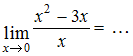 lim x→0 (x² − 3x)/x = ...